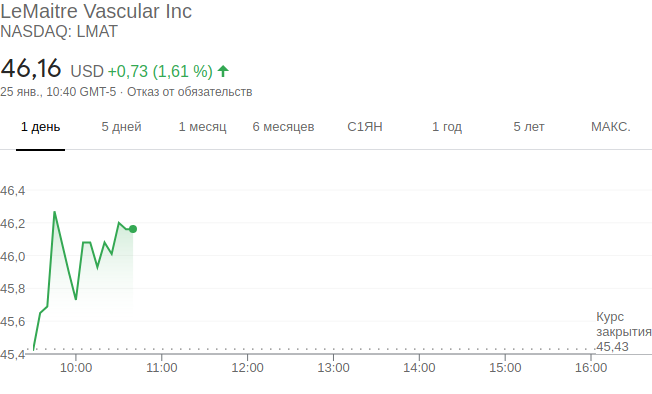 LeMaitre Vascular Inc
NASDAQ: LMAT
46,16 USD +0,73 (1,61 %)
25 янв., 10:40 GMT-5 · Отказ от обязательств
1 день 5 дней 1 месяц 6 месяцев С1ЯН 1 год 5 лет МАКС.
46,4
46,2
46,0
45,8
45,6
Курс
закрытия
45,43
45,4
10:00 11:00 12:00 13:00 14:00 15:00 16:00